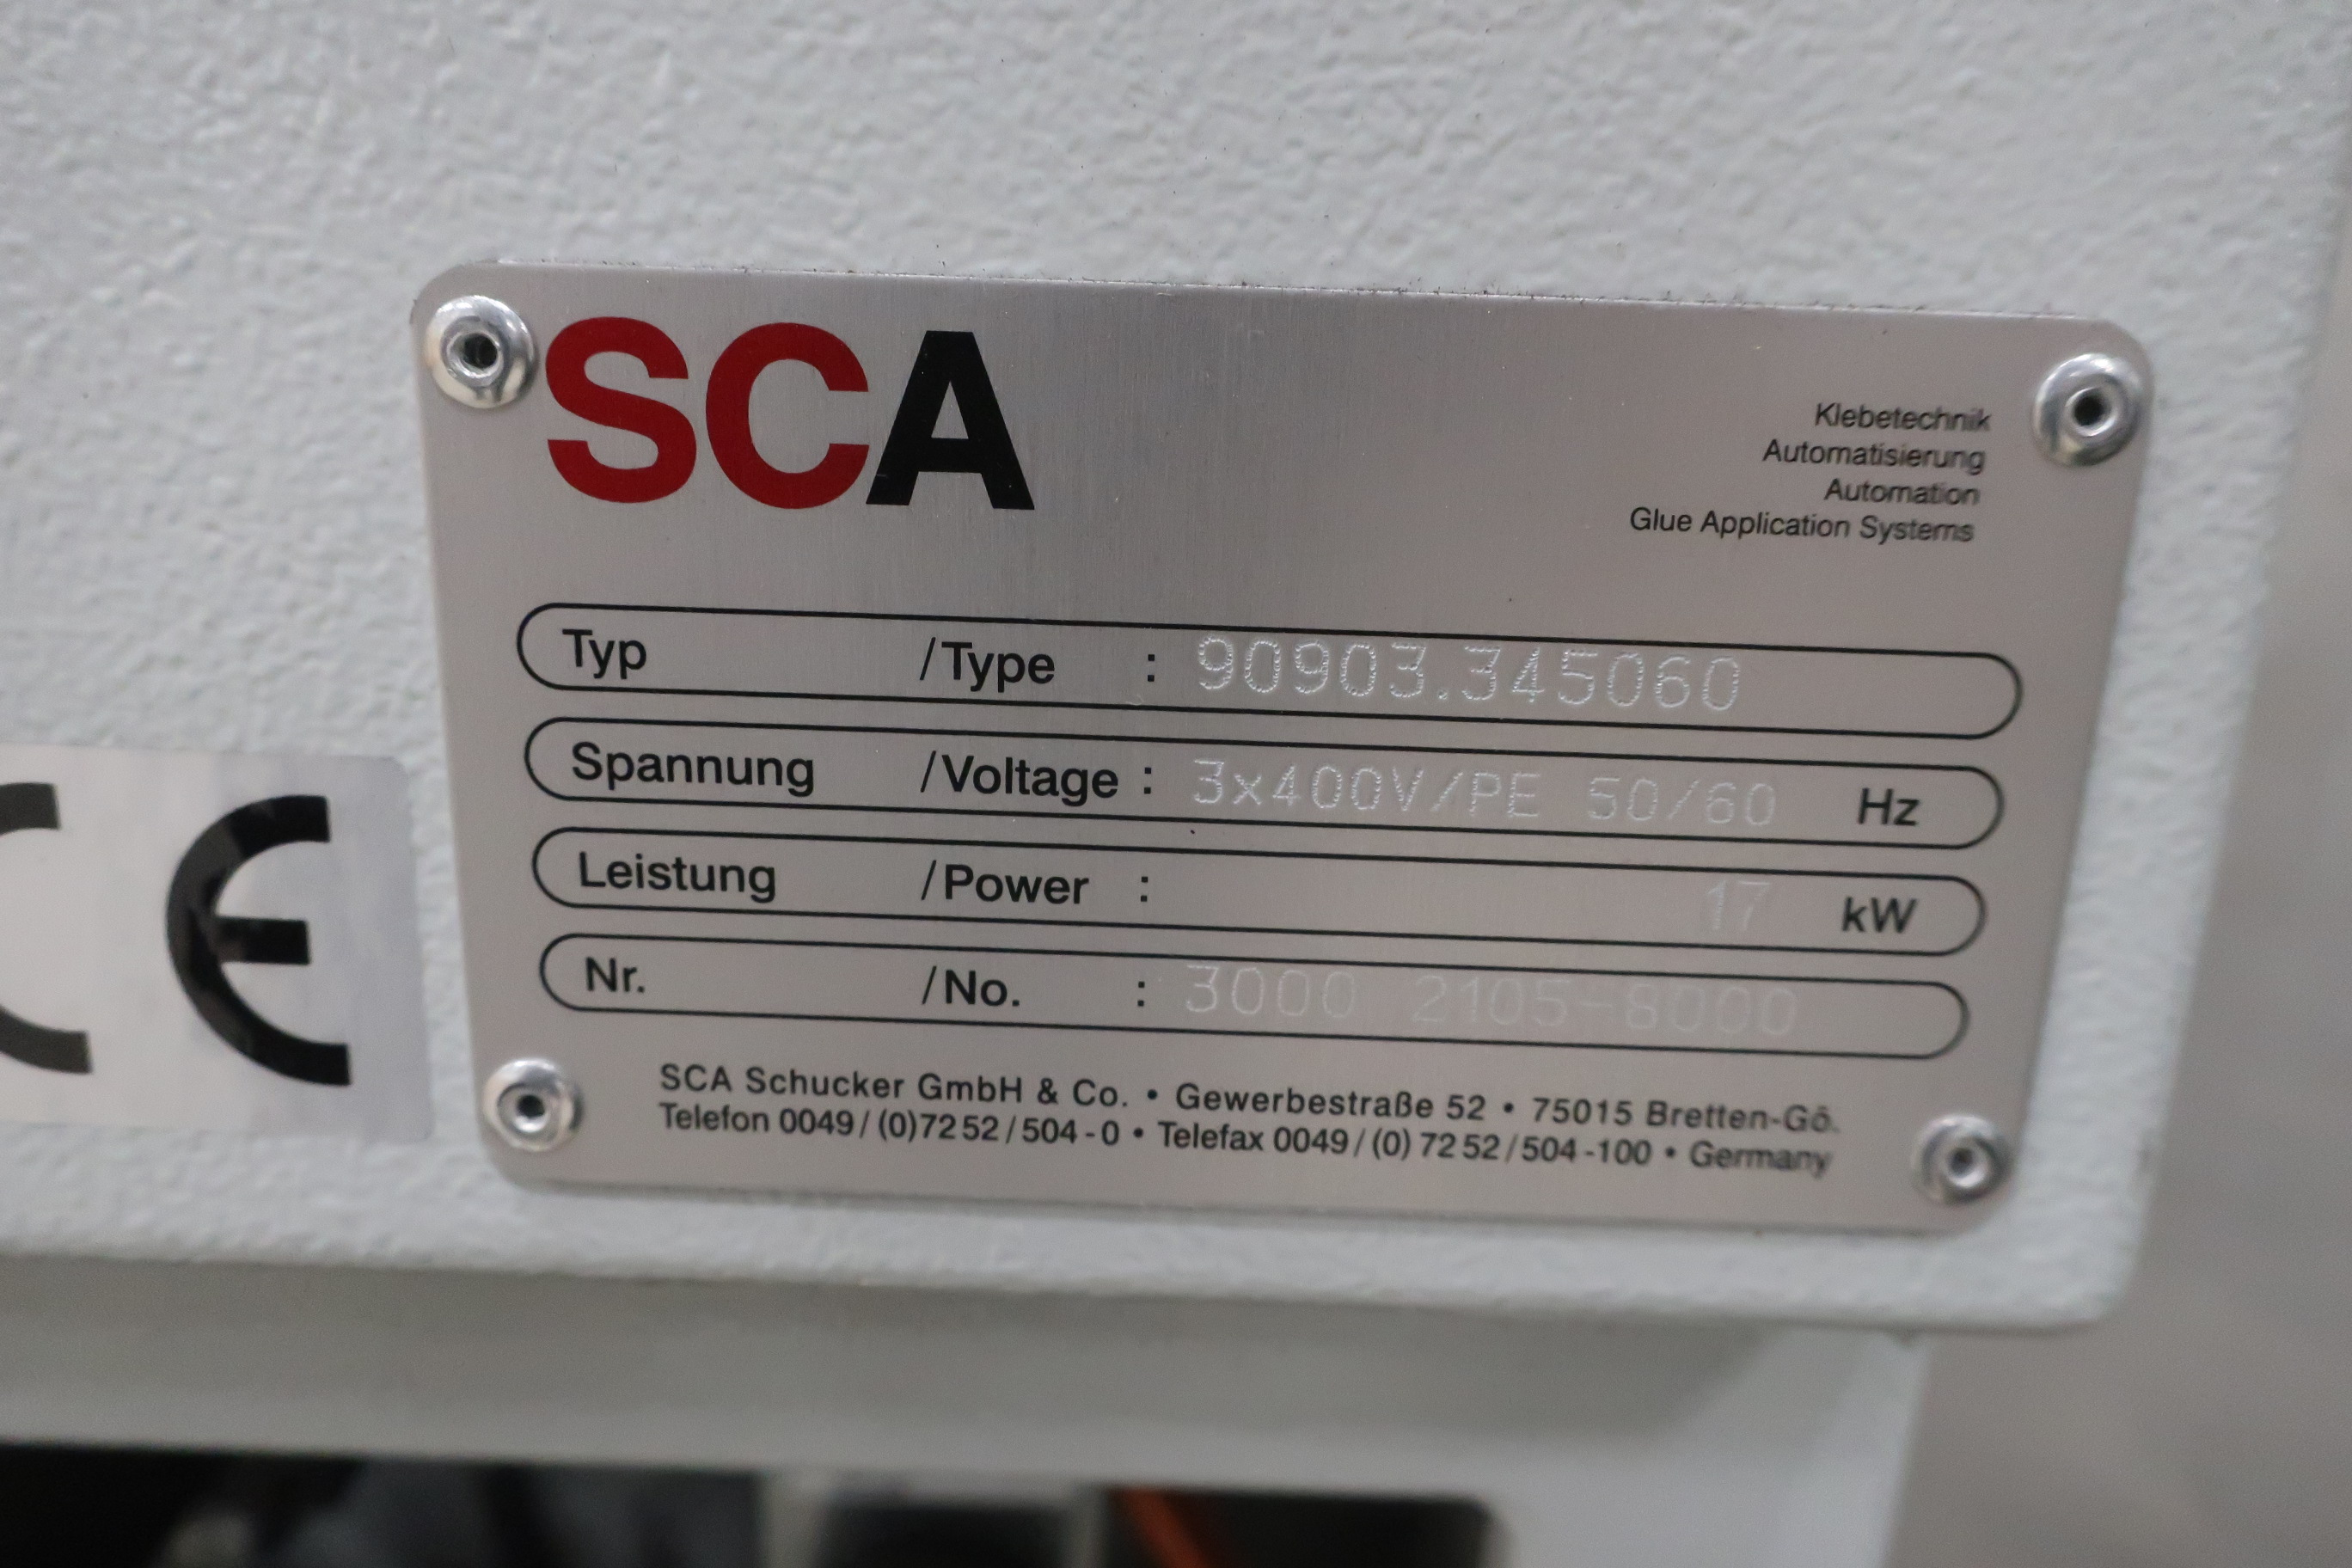 SCA
Klebetechnik
Automatisierung
Automation
Glue Application Systems
Typ /Type : 90903.345060
Spannung /Voltage : 3x400V/PE 50/60 Hz
Leistung /Power : 17 kW
Nr. /No. : 3000 2105-8000
CE
SCA Schucker GmbH & Co. • Gewerbestraße 52 • 75015 Bretten-Gö.
Telefon 0049/(0)7252/504-0 • Telefax 0049/(0) 7252/504-100 • Germany